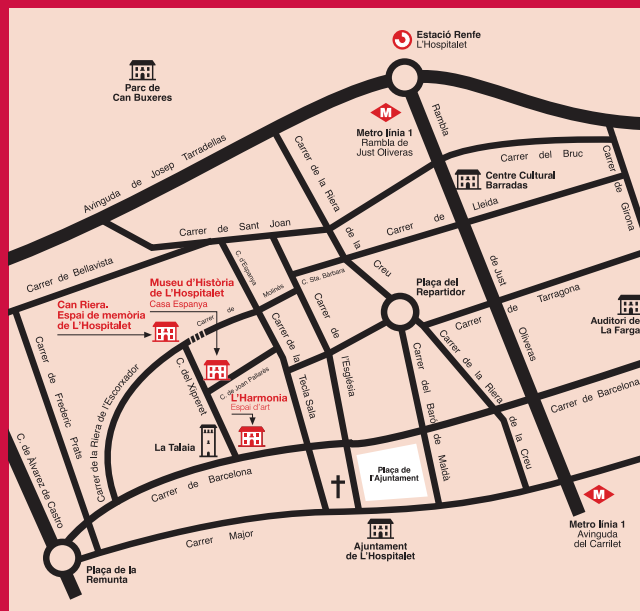 Estació Renfe
L'Hospitalet
Parc de
Can Buxeres
Metro línia 1
Rambla de
Just Oliveras
Rambla
de Just
Oliveras
Avinguda de Josep Tarradellas
Carrer de la Riera
de la
Creu
Carrer del Bruc
Centre Cultural
Barradas
Carrer de Girona
Carrer de Lleida
Carrer de Sant Joan
Carrer de Bellavista
C. d'Espanya
C. Sta. Bàrbara
Museu d'Història
de L'Hospitalet
Casa Espanya
Can Riera.
Espai de memòria
de L'Hospitalet
Carrer de Molinés
Plaça del
Repartidor
Carrer de Tarragona
Auditori de
La Farga
Carrer de
l'Església
Carrer de la
Tecla Sala
Carrer de Frederic Prats
Carrer de la Riera de l'Escorxador
C. del Xipreret
C. de Joan Pallarès
L'Harmonia
Espai d'art
Carrer del Baró de Maldà
Carrer de la Riera
de la Creu
Carrer de Barcelona
La Talaia
C. de Álvarez de Castro
Carrer de Barcelona
Plaça de
l'Ajuntament
Carrer Major
Ajuntament
de L'Hospitalet
Metro línia 1
Avinguda
del Carrilet
Plaça de la
Remunta
M
M